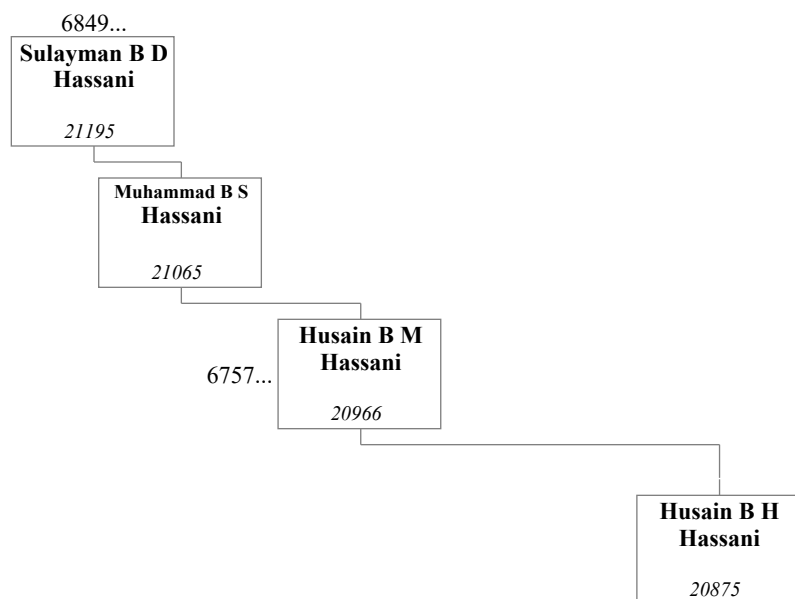 6849...
Sulayman B D
Hassani
21195
Muhammad B S
Hassani
21065
Husain B M
Hassani
6757...
20966
Husain B H
Hassani
20875